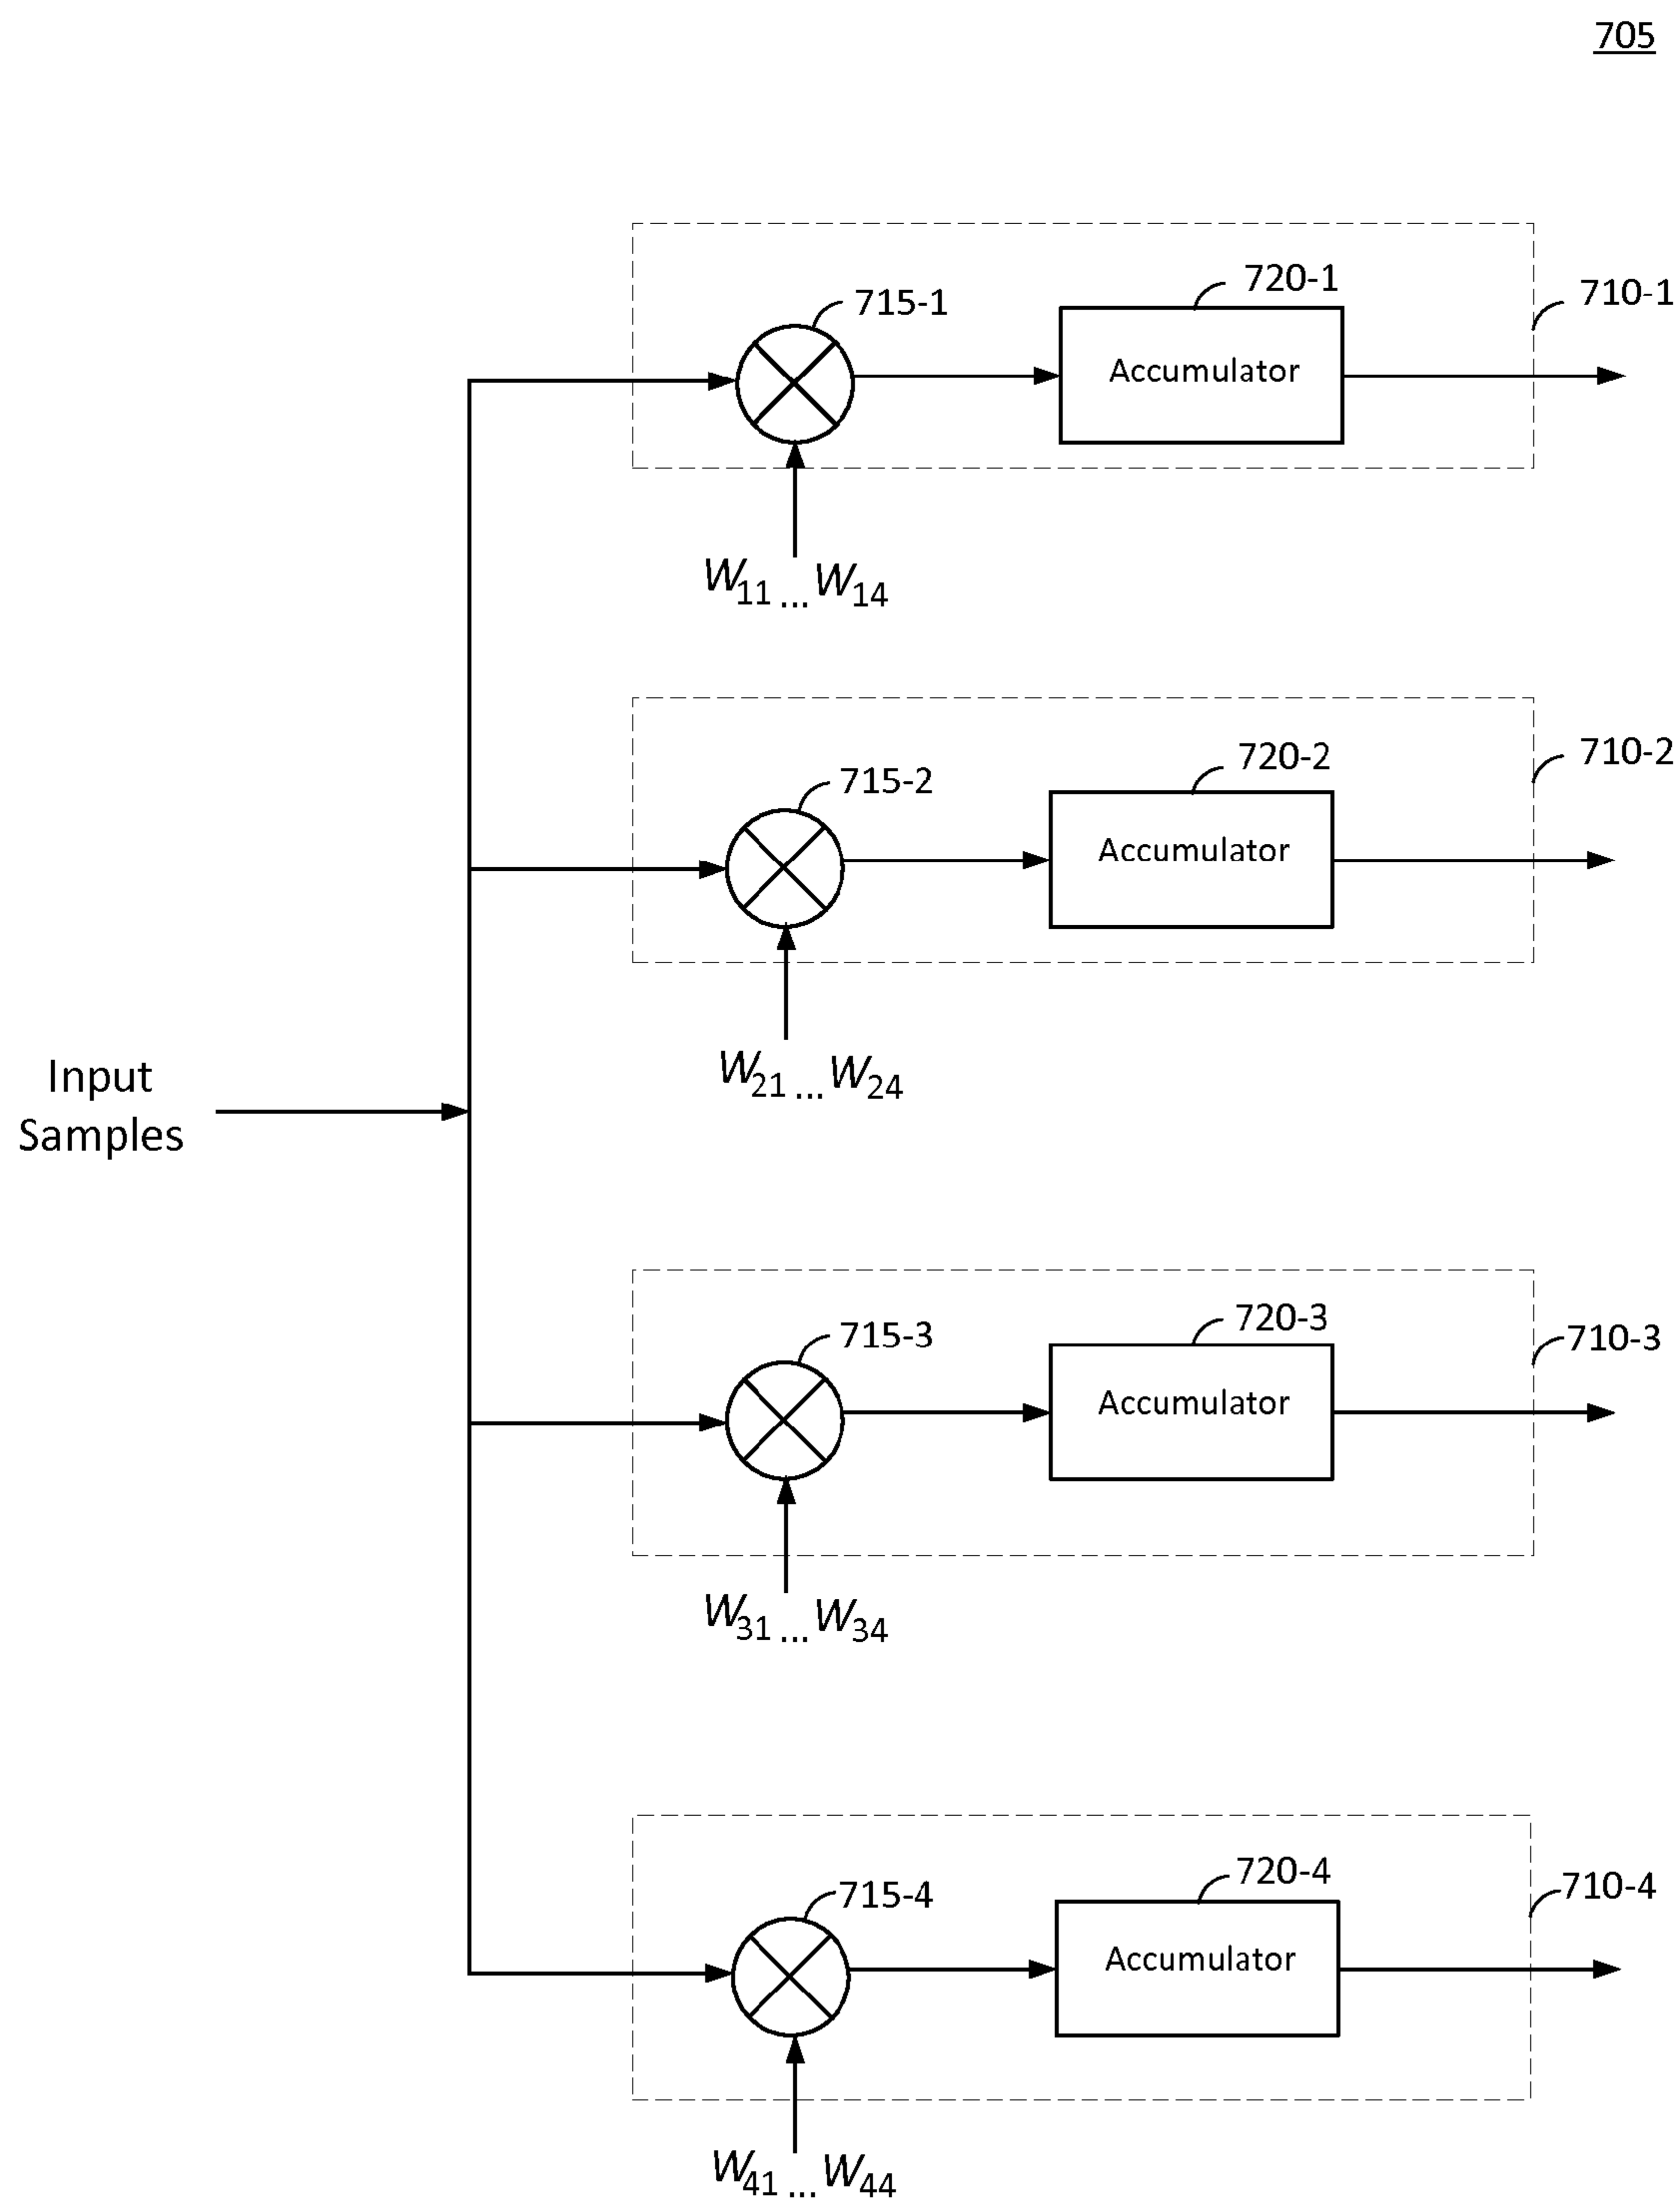 705
720-1
710-1
715-1
Accumulator
W11 ... W14
720-2
710-2
715-2
Accumulator
W21 ... W24
Input
Samples
720-3
710-3
715-3
Accumulator
W31 ... W34
720-4
710-4
715-4
Accumulator
W41 ... W44